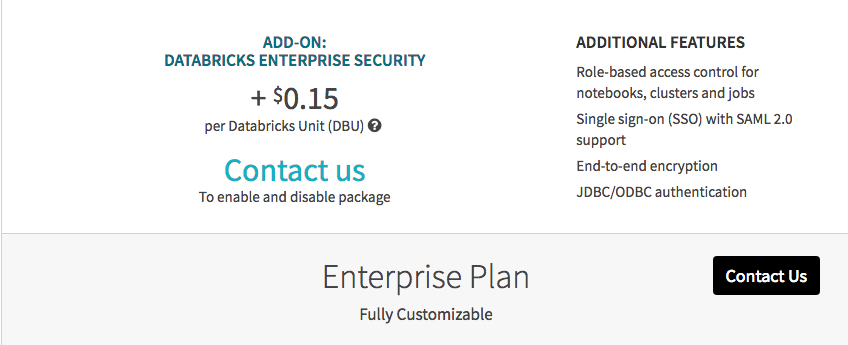 ADD-ON:
DATABRICKS ENTERPRISE SECURITY
+ $0.15
per Databricks Unit (DBU) ?
Contact us
To enable and disable package
ADDITIONAL FEATURES
Role-based access control for
notebooks, clusters and jobs
Single sign-on (SSO) with SAML 2.0
support
End-to-end encryption
JDBC/ODBC authentication
Enterprise Plan
Fully Customizable
Contact Us